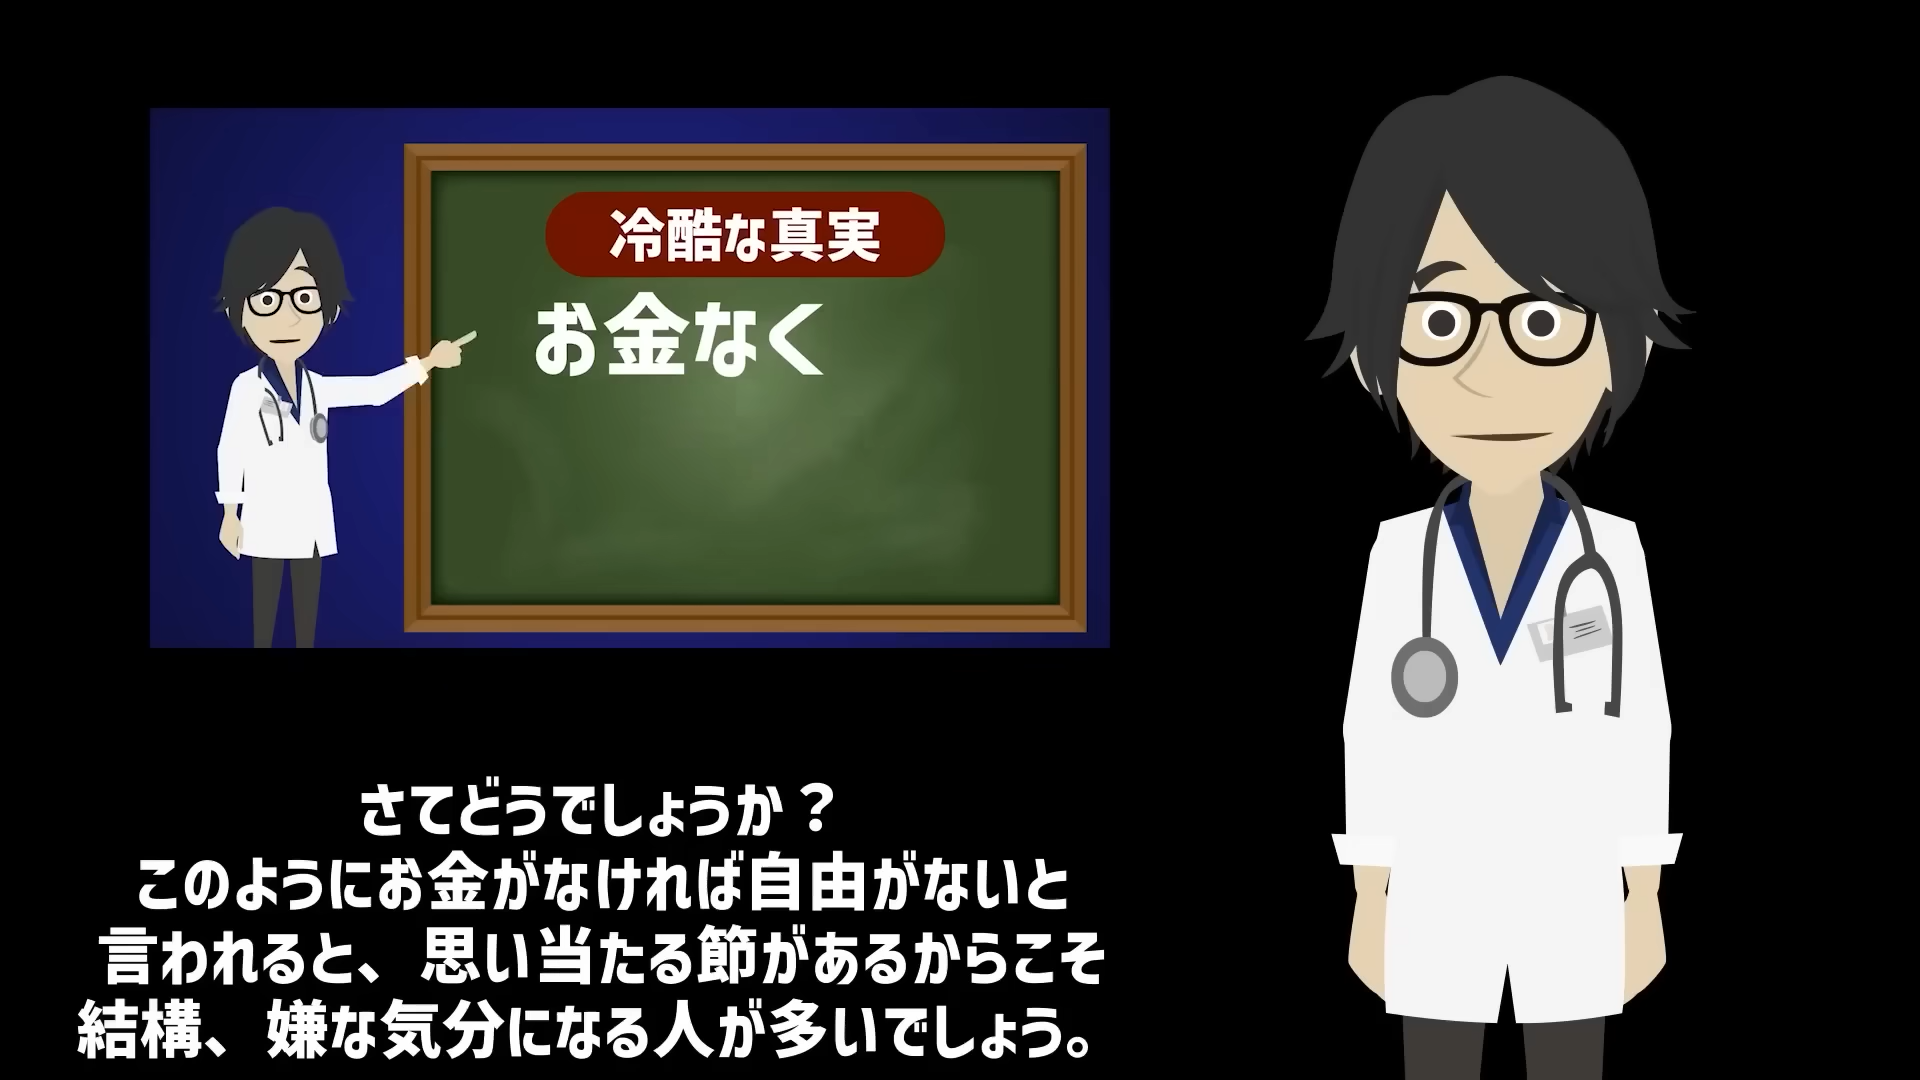 冷酷な真実
お金なく
さてどうでしょうか？
このようにお金がなければ自由がないと
言われると、思い当たる節があるからこそ
結構、嫌な気分になる人が多いでしょう。